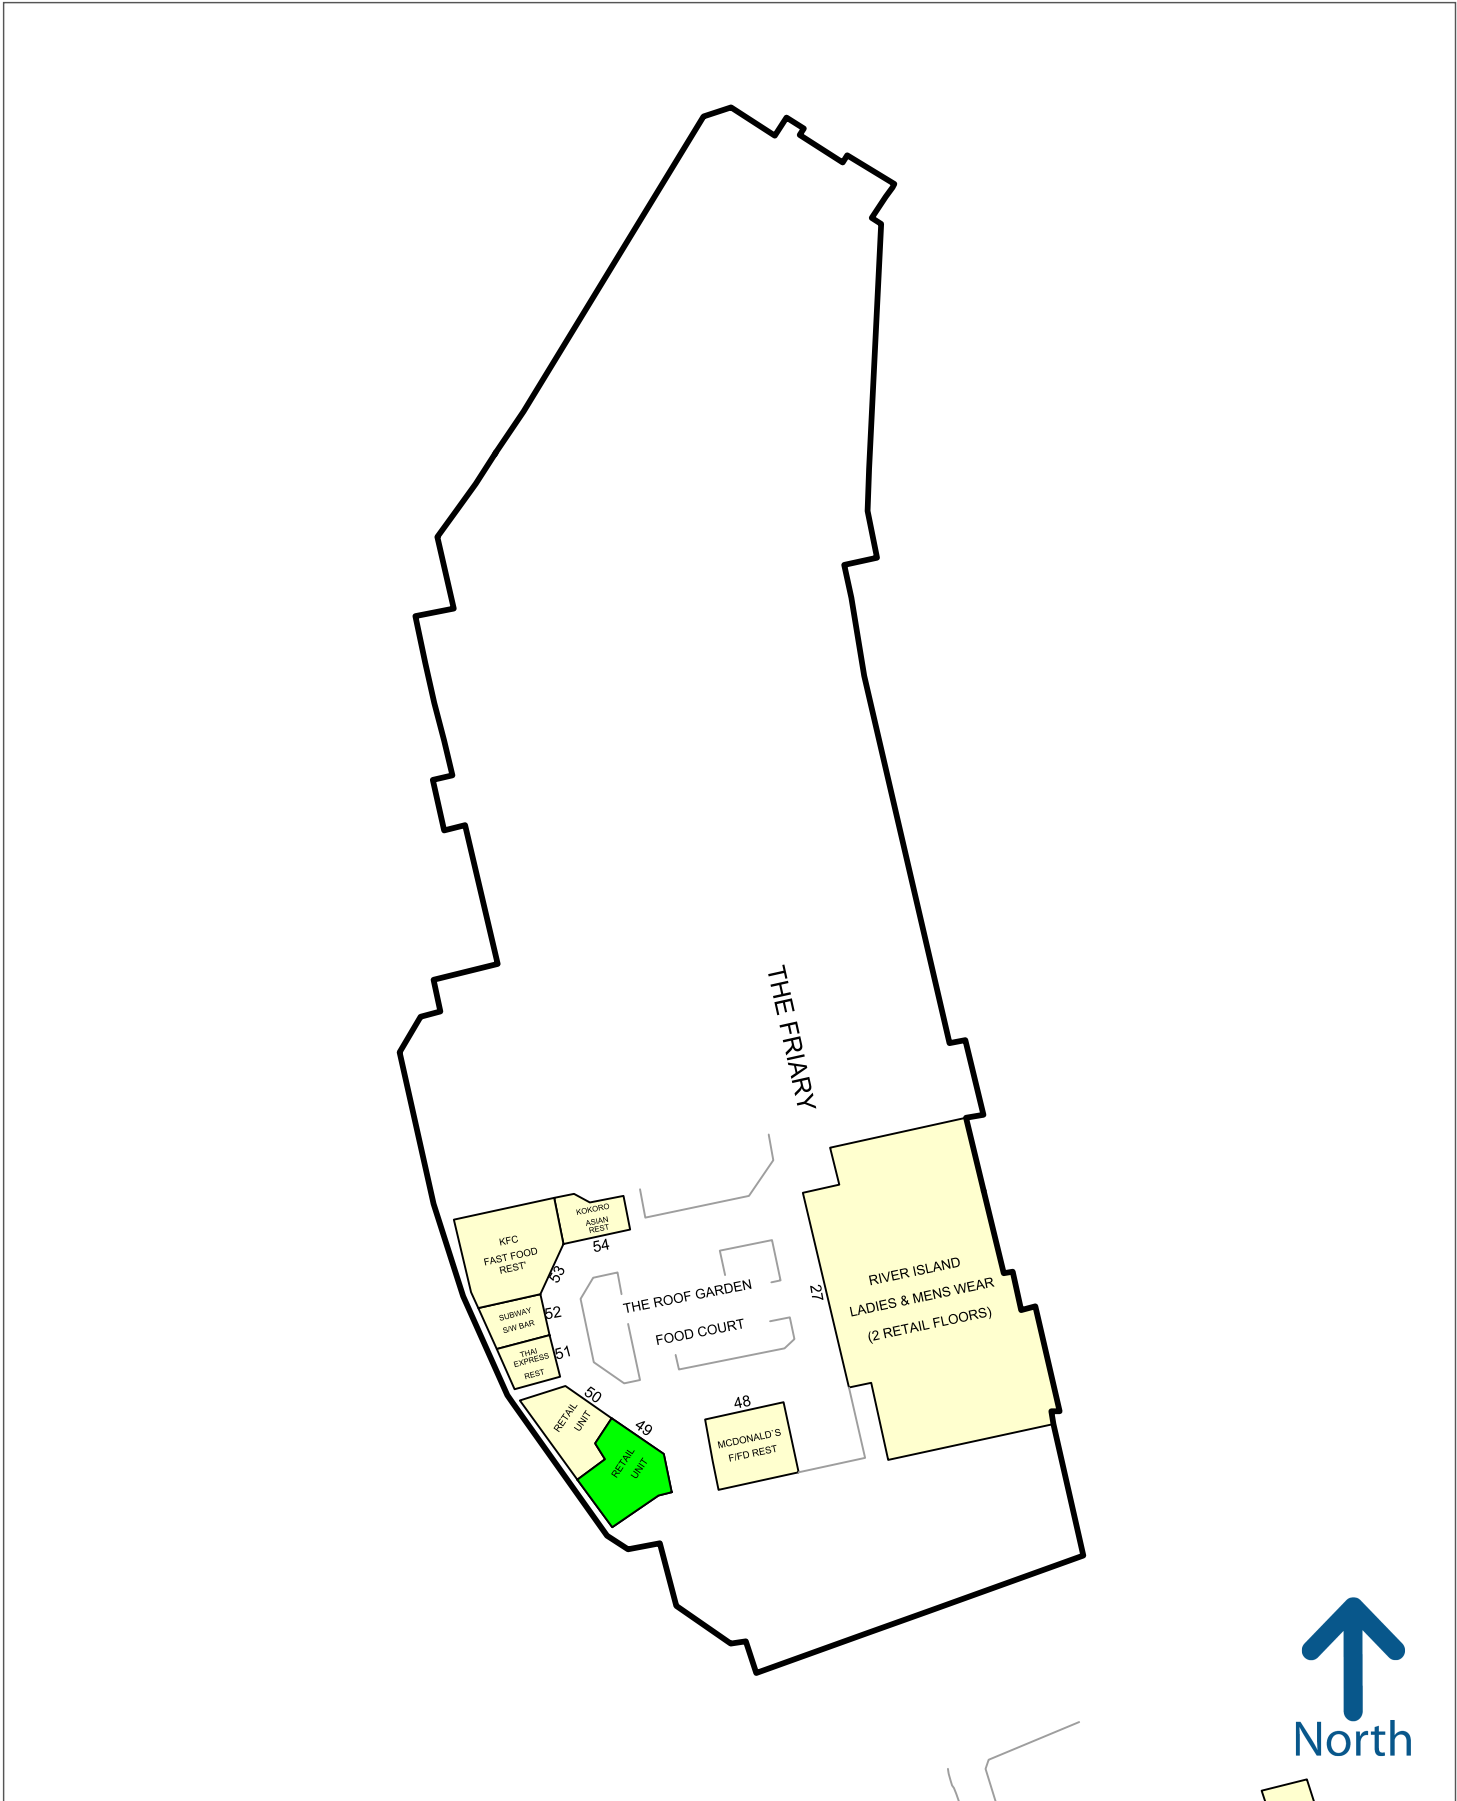 THE FRIARY
KOKORO
ASIAN
REST
54
KFC
FAST FOOD
REST'
53
SUBWAY
S/W BAR
52
THAI
EXPRESS
REST
51
THE ROOF GARDEN
FOOD COURT
27
RIVER ISLAND
LADIES & MENS WEAR
(2 RETAIL FLOORS)
50
RETAIL
UNIT
49
RETAIL
UNIT
48
MCDONALD`S
F/FD REST
North